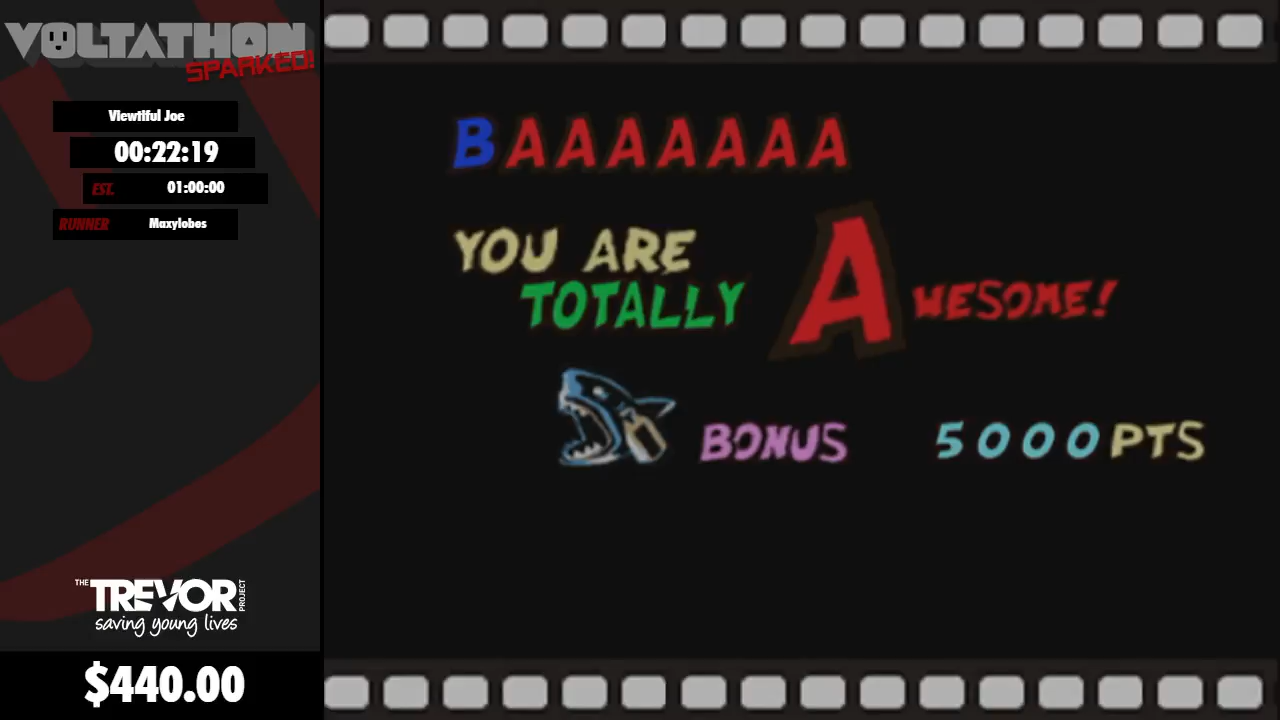 VOLTATHON
SPARKED!
Viewtiful Joe
00:22:19
EST. 01:00:00
RUNNER Maxylobes
BAAAAAAA
YOU ARE
TOTALLY AWESOME!
BONUS 5000PTS
THE TREVOR PROJECT
saving young lives
$440.00